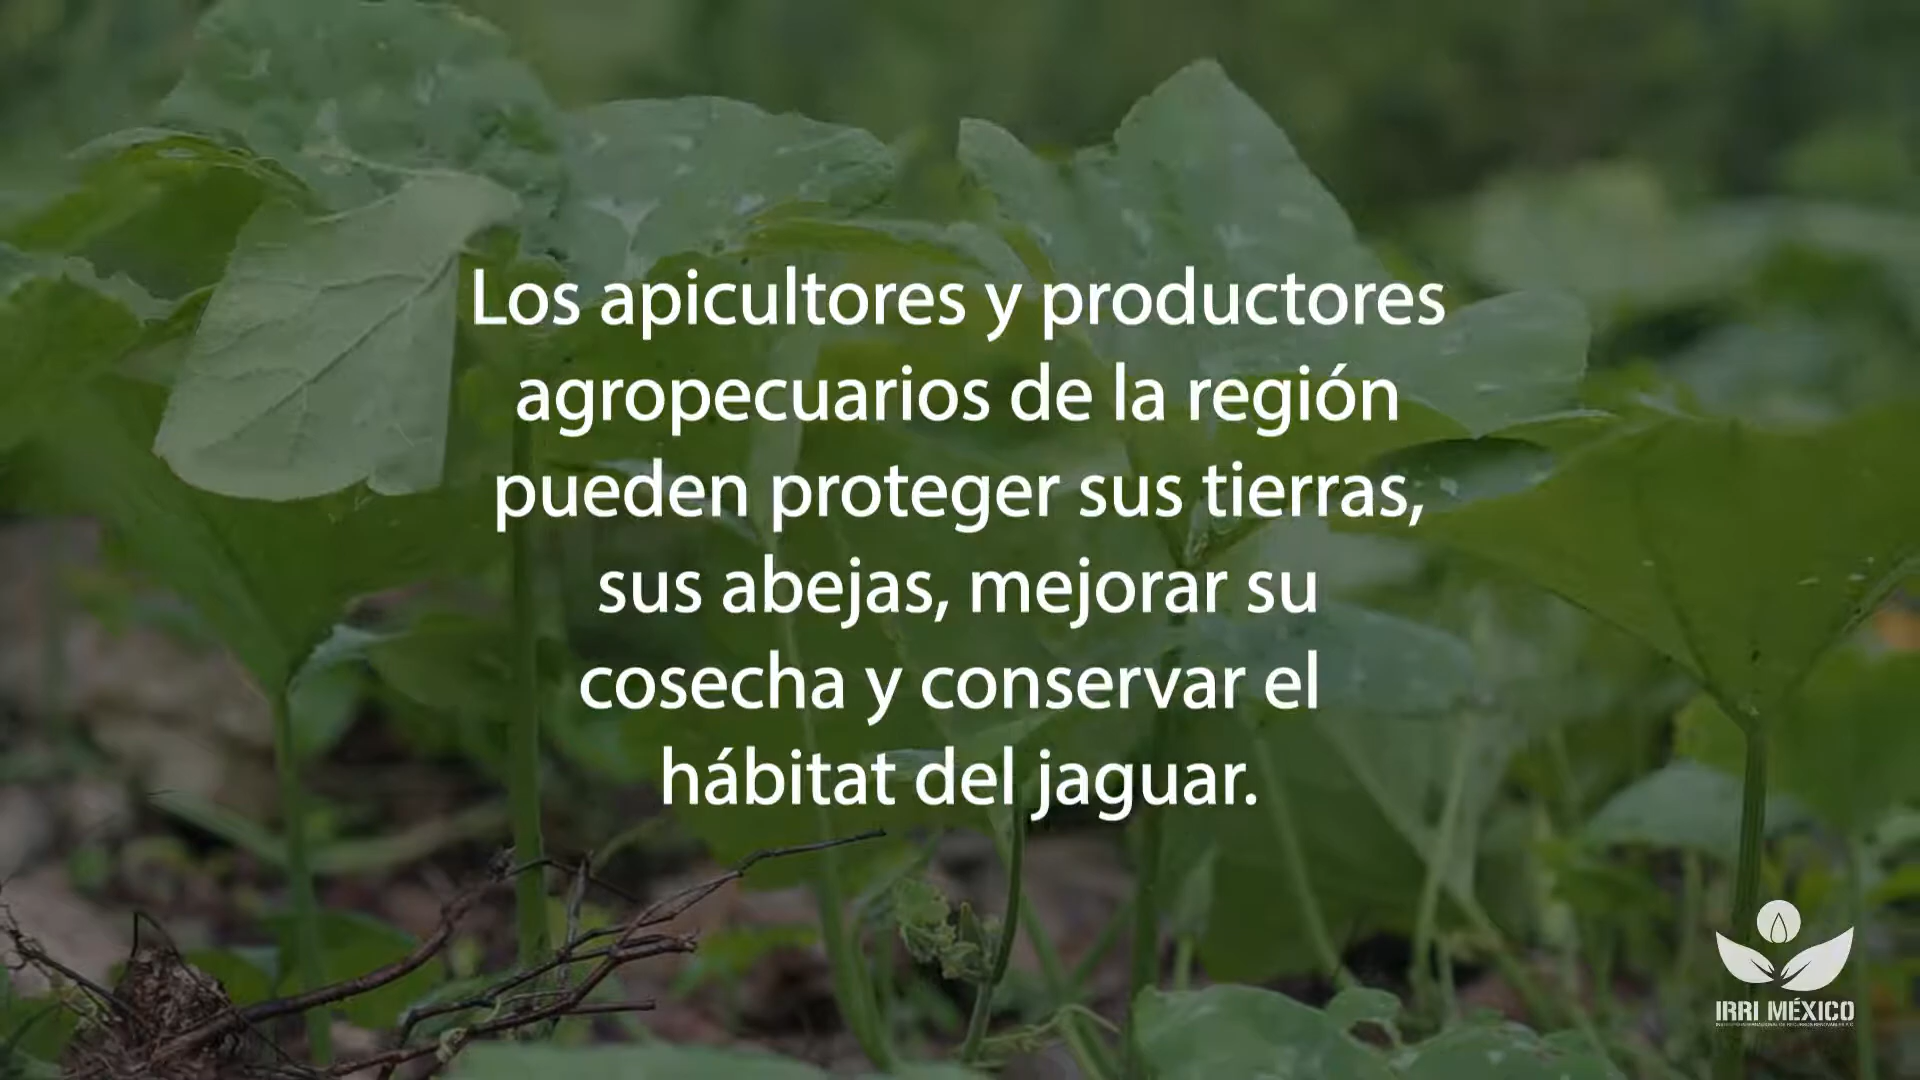 Los apicultores y productores
agropecuarios de la región
pueden proteger sus tierras,
sus abejas, mejorar su
cosecha y conservar el
hábitat del jaguar.
IRRI MÉXICO